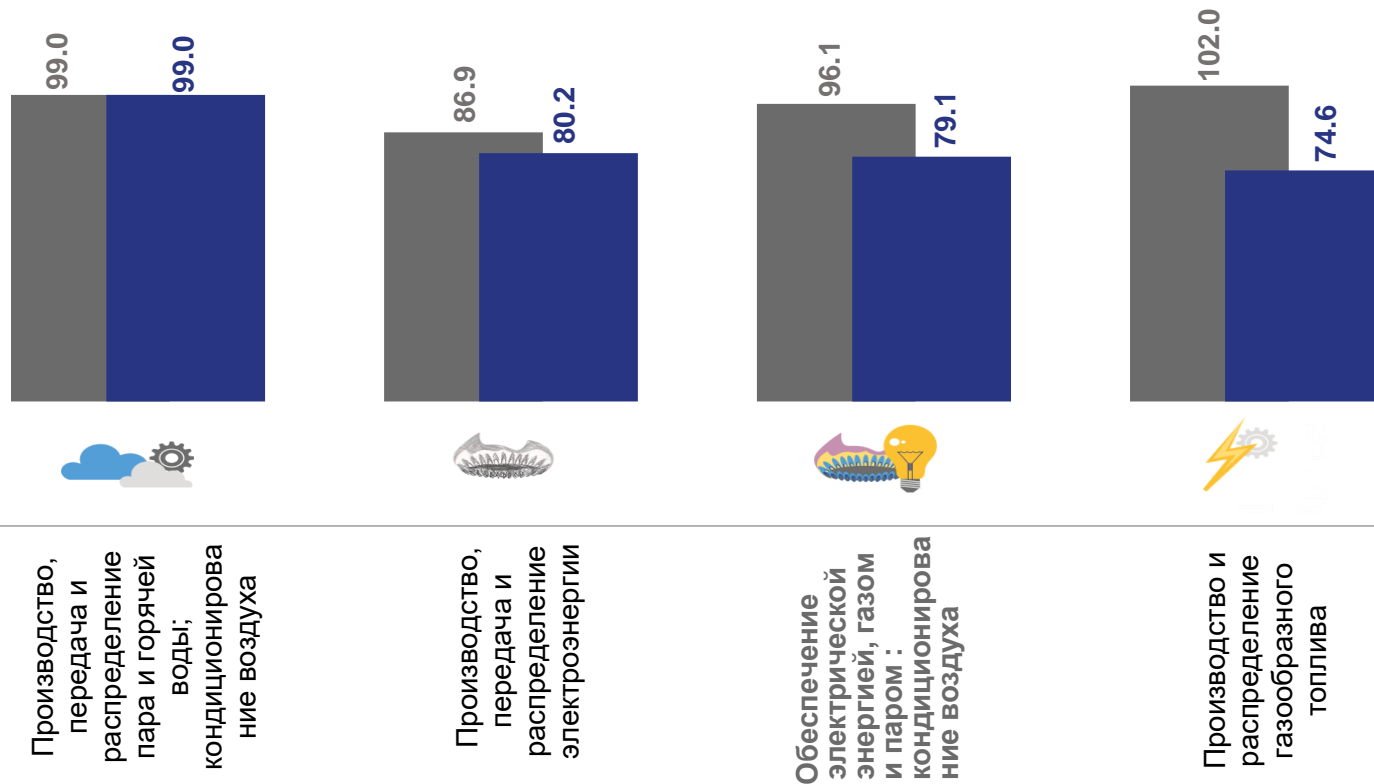 99.0
99.0
86.9
80.2
96.1
79.1
102.0
74.6
Производство,
передача и
распределение
пара и горячей
воды;
кондиционирова
ние воздуха
Производство,
передача и
распределение
электроэнергии
Обеспечение
электрической
энергией, газом
и паром :
кондиционирова
ние воздуха
Производство и
распределение
газообразного
топлива